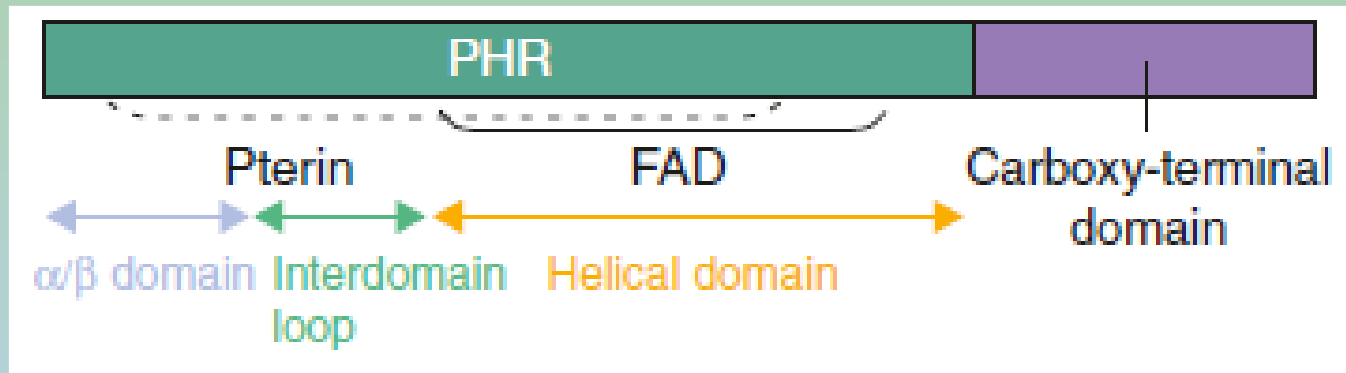 PHR
Pterin
FAD
Carboxy-terminal
domain
α/β domain
Interdomain
loop
Helical domain